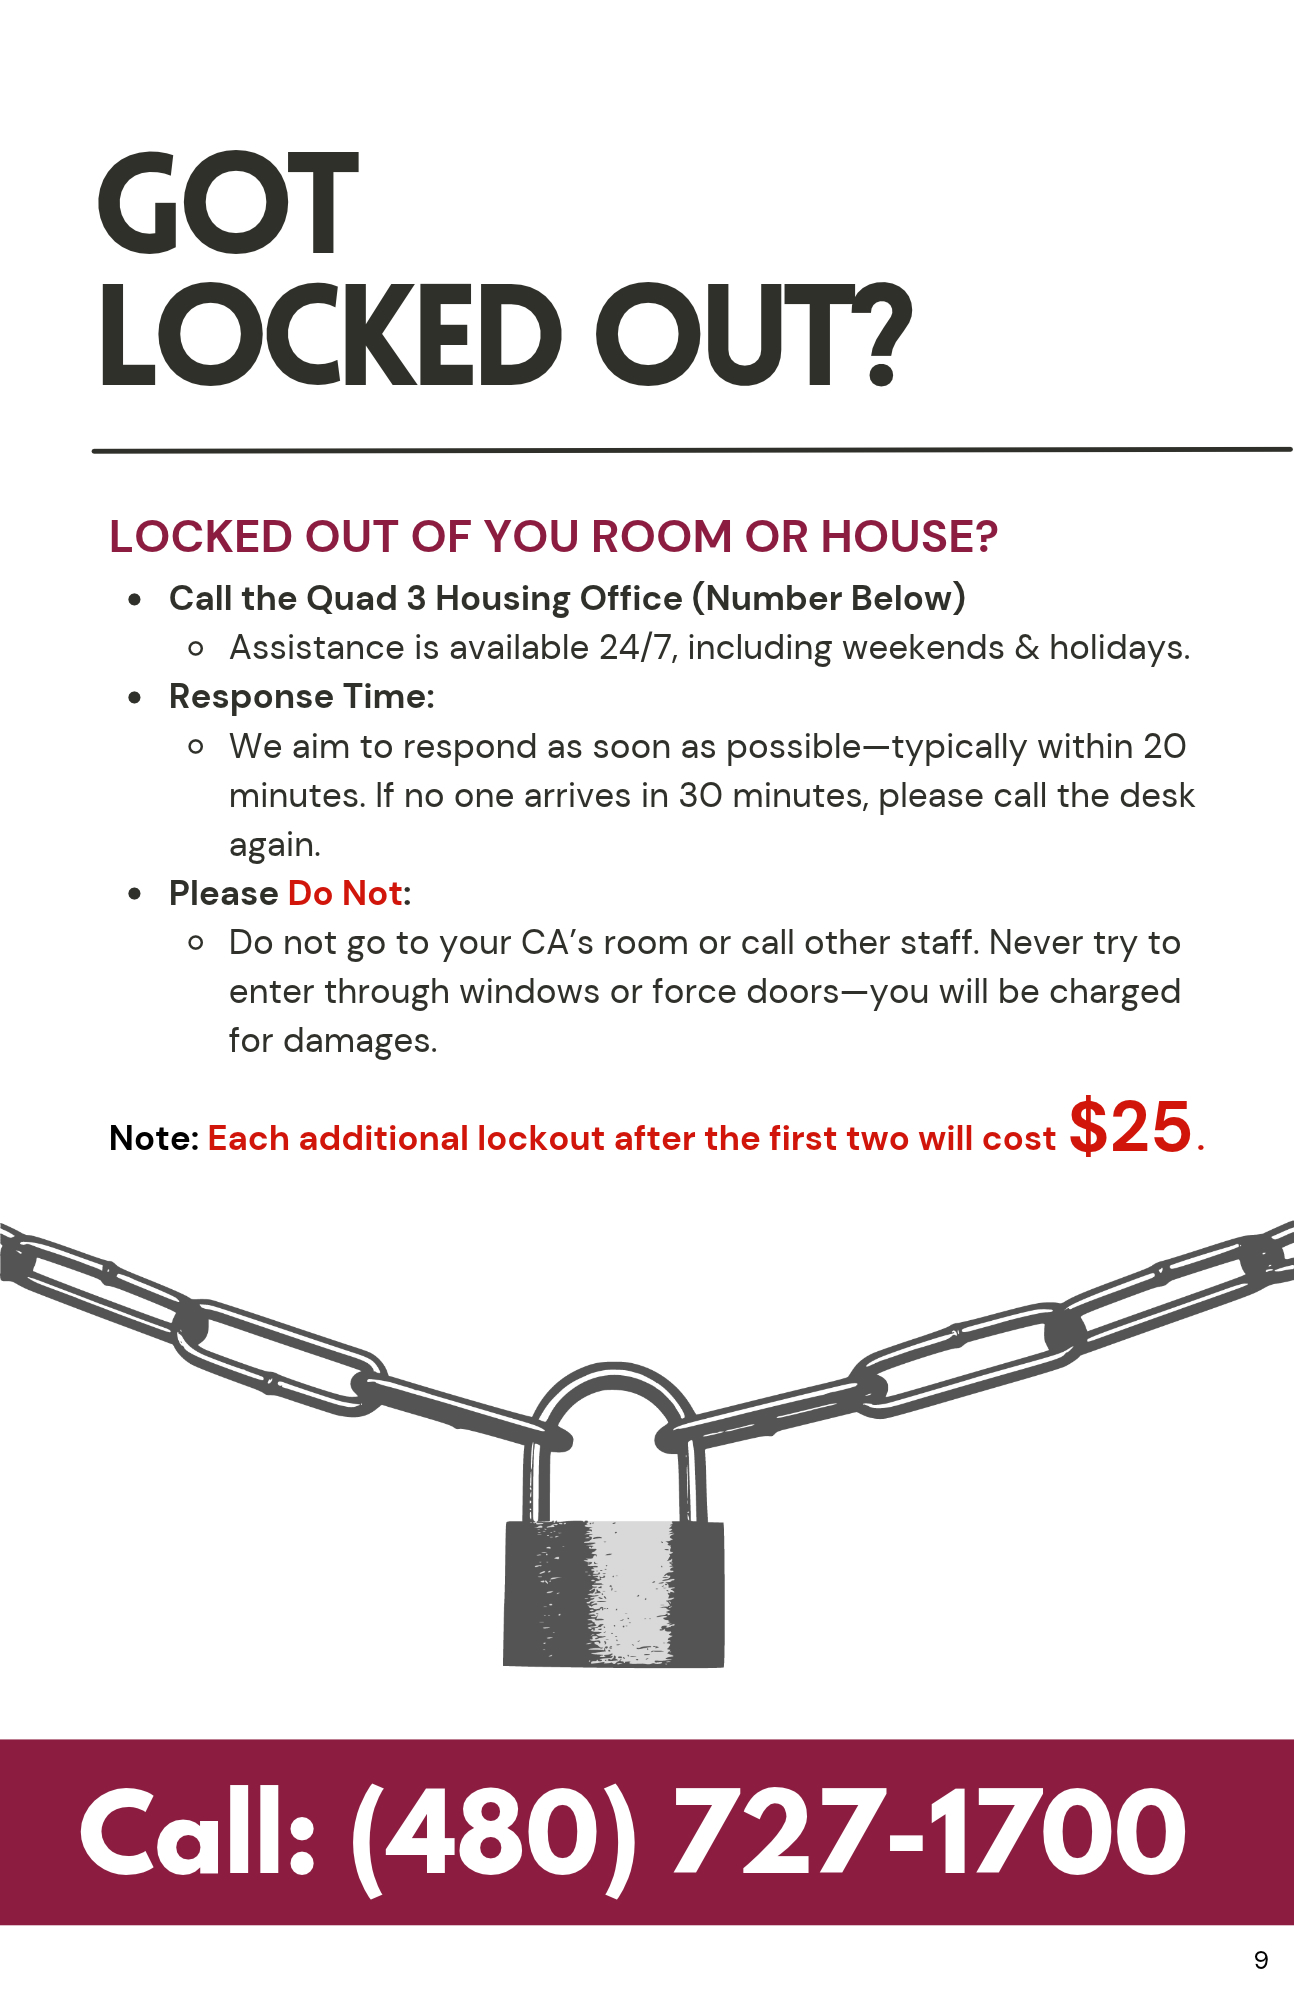 GOT
LOCKED OUT?
LOCKED OUT OF YOU ROOM OR HOUSE?
• Call the Quad 3 Housing Office (Number Below)
◦ Assistance is available 24/7, including weekends & holidays.
• Response Time:
◦ We aim to respond as soon as possible—typically within 20
minutes. If no one arrives in 30 minutes, please call the desk
again.
• Please Do Not:
◦ Do not go to your CA’s room or call other staff. Never try to
enter through windows or force doors—you will be charged
for damages.
Note: Each additional lockout after the first two will cost $25.
Call: (480) 727-1700
9